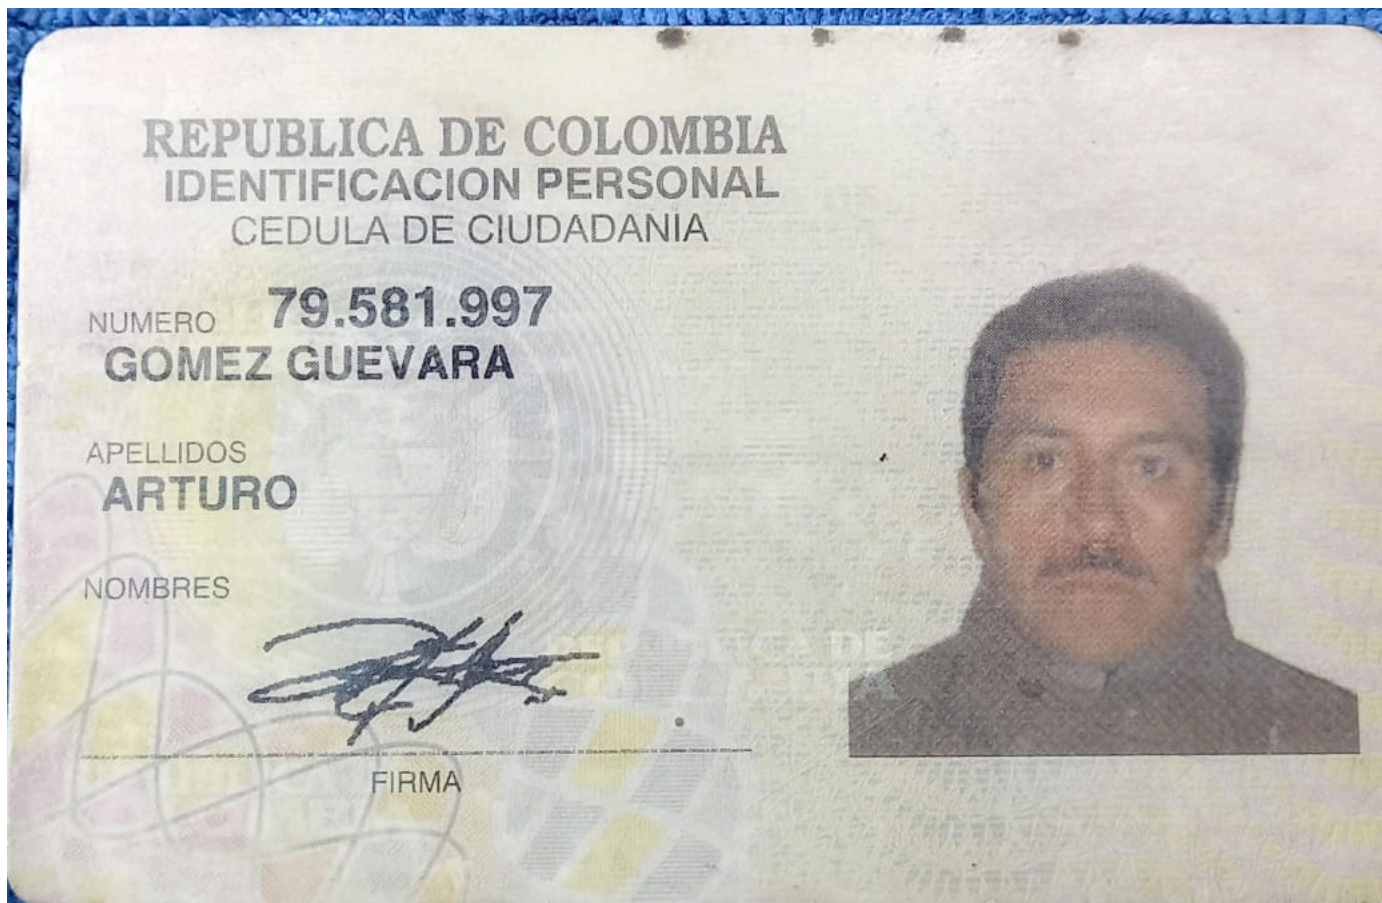 REPUBLICA DE COLOMBIA
IDENTIFICACION PERSONAL
CEDULA DE CIUDADANIA
NUMERO 79.581.997
GOMEZ GUEVARA
APELLIDOS
ARTURO
NOMBRES
FIRMA